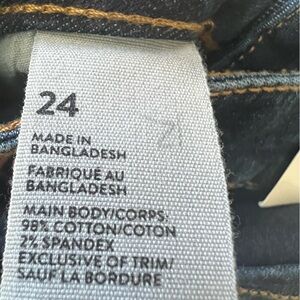 24
MADE IN
BANGLADESH
FABRIQUE AU
BANGLADESH
MAIN BODY/CORPS:
98% COTTON/COTON
2% SPANDEX
EXCLUSIVE OF TRIM/
SAUF LA BORDURE